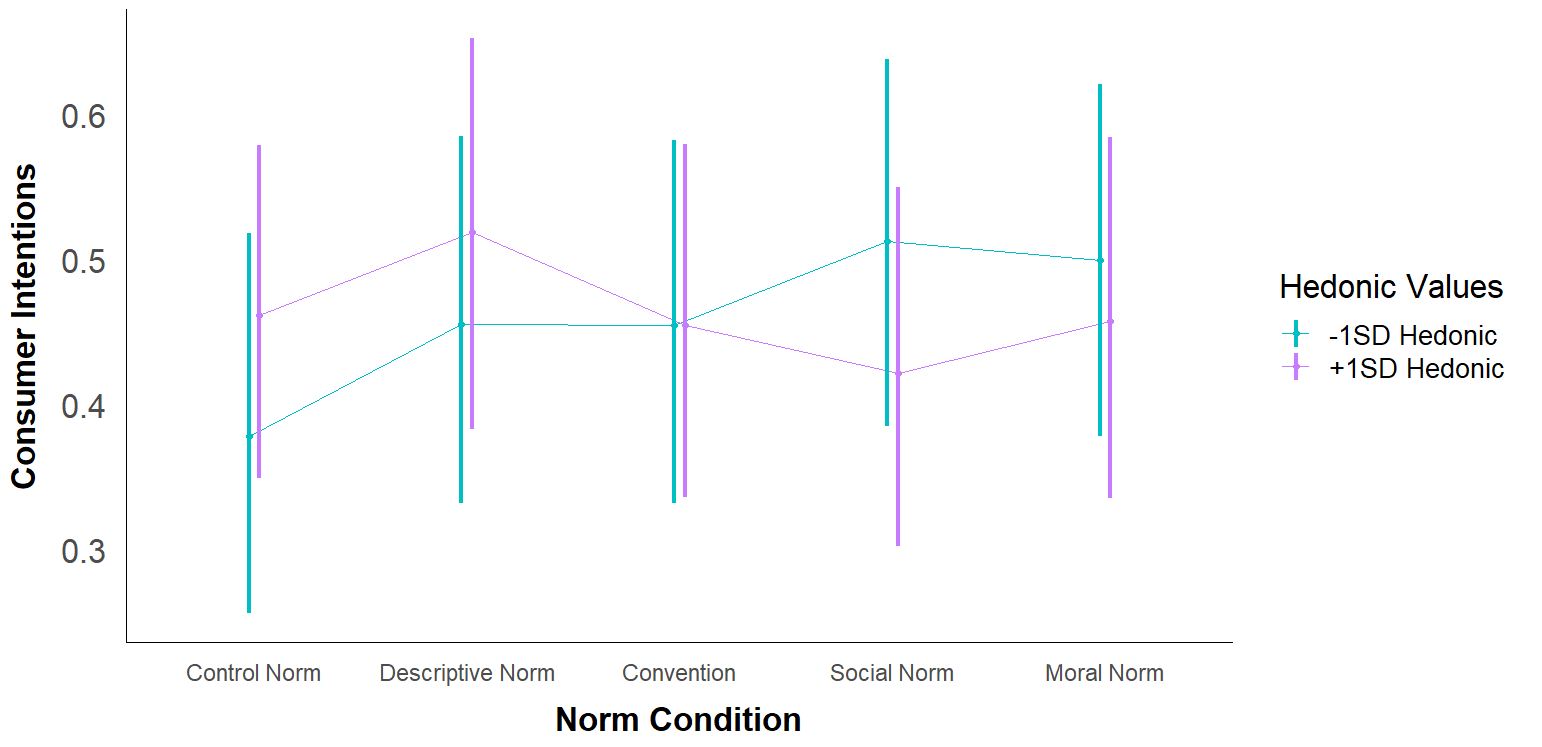 Consumer Intentions
0.6
0.5
0.4
0.3
Control Norm
Descriptive Norm
Convention
Social Norm
Moral Norm
Norm Condition
Hedonic Values
-1SD Hedonic
+1SD Hedonic